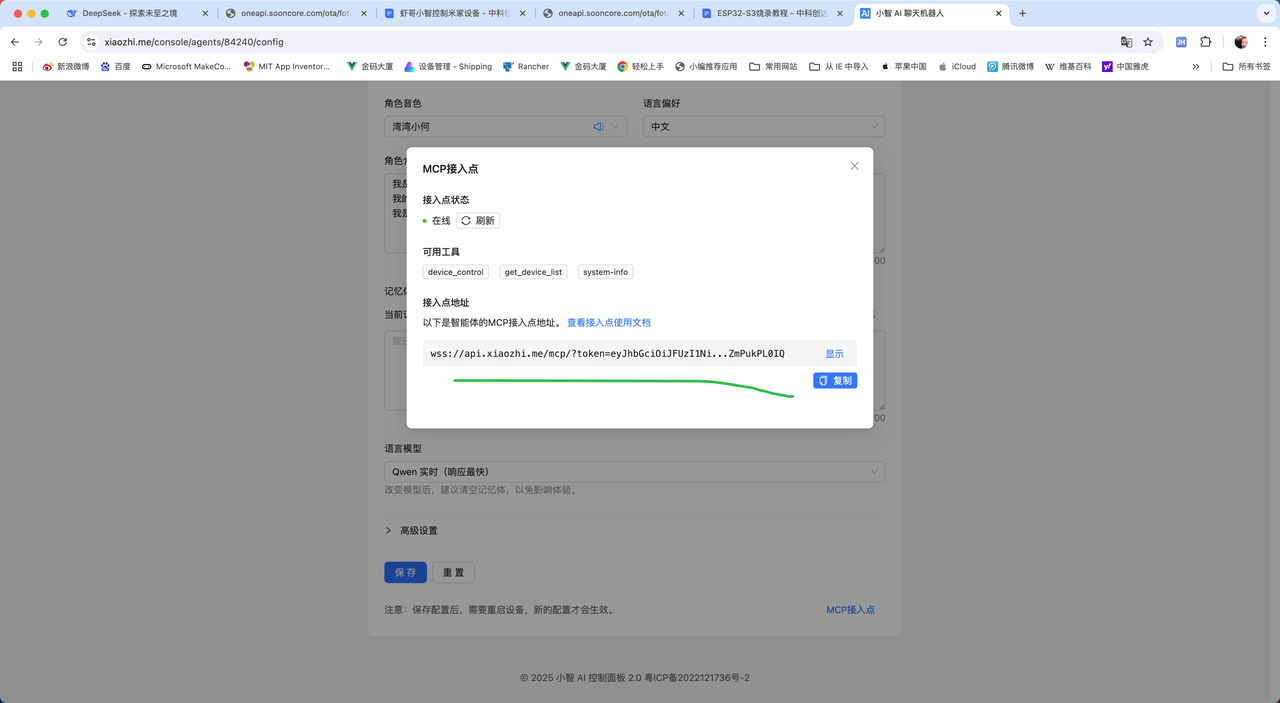 DeepSeek - 探索未至之境
oneapi.sooncore.com/ota/fota
虾哥小智控制米家设备 - 中科创
oneapi.sooncore.com/ota/fota
ESP32-S3烧录教程 - 中科创达
小智 AI 聊天机器人
xiaozhi.me/console/agents/84240/config
JH
新浪微博
百度
Microsoft MakeCo...
MIT App Inventor...
金码大厦
设备管理 - Shipping
Rancher
金码大厦
轻松上手
小编推荐应用
常用网站
从 IE 中导入
苹果中国
iCloud
腾讯微博
维基百科
中国雅虎
所有书签
角色音色
语言偏好
湾湾小何
中文
角色
我是
我的
我是
00
MCP接入点
接入点状态
在线
刷新
可用工具
device_control
get_device_list
system-info
接入点地址
以下是智能体的MCP接入点地址。 查看接入点使用文档
wss://api.xiaozhi.me/mcp/?token=eyJhbGciOiJFUzI1Ni...ZmPukPL0IQ
显示
复制
记忆
当前
00
语言模型
Qwen 实时（响应最快）
改变模型后，建议清空记忆体，以免影响体验。
高级设置
保 存
重 置
注意：保存配置后，需要重启设备，新的配置才会生效。
MCP接入点
© 2025 小智 AI 控制面板 2.0 粤ICP备2022121736号-2